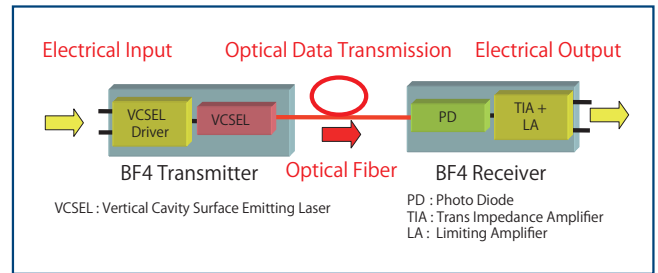 Electrical Input
Optical Data Transmission
Electrical Output
VCSEL
Driver
VCSEL
PD
TIA +
LA
BF4 Transmitter
Optical Fiber
BF4 Receiver
VCSEL : Vertical Cavity Surface Emitting Laser
PD : Photo Diode
TIA : Trans Impedance Amplifier
LA : Limiting Amplifier